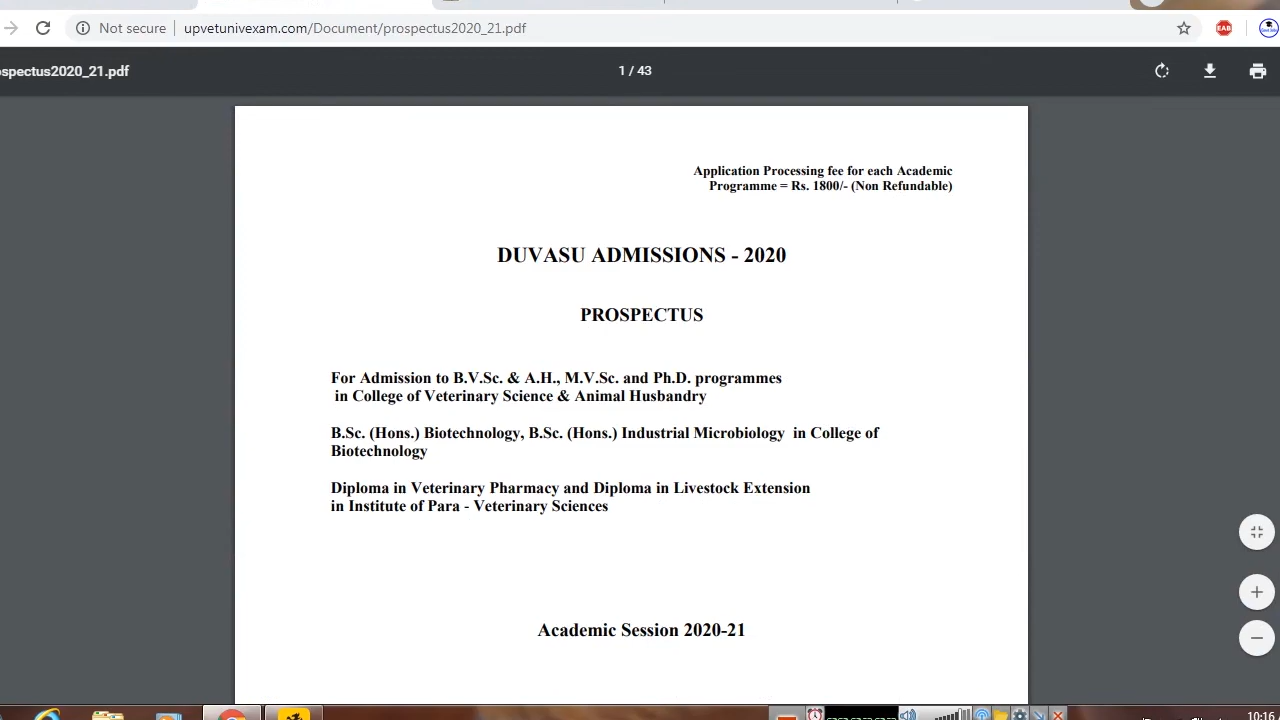 Not secure
upvetunivexam.com/Document/prospectus2020_21.pdf
spectus2020_21.pdf
1 / 43
Application Processing fee for each Academic
Programme = Rs. 1800/- (Non Refundable)
DUVASU ADMISSIONS - 2020
PROSPECTUS
For Admission to B.V.Sc. & A.H., M.V.Sc. and Ph.D. programmes
in College of Veterinary Science & Animal Husbandry
B.Sc. (Hons.) Biotechnology, B.Sc. (Hons.) Industrial Microbiology in College of
Biotechnology
Diploma in Veterinary Pharmacy and Diploma in Livestock Extension
in Institute of Para - Veterinary Sciences
Academic Session 2020-21
10:16